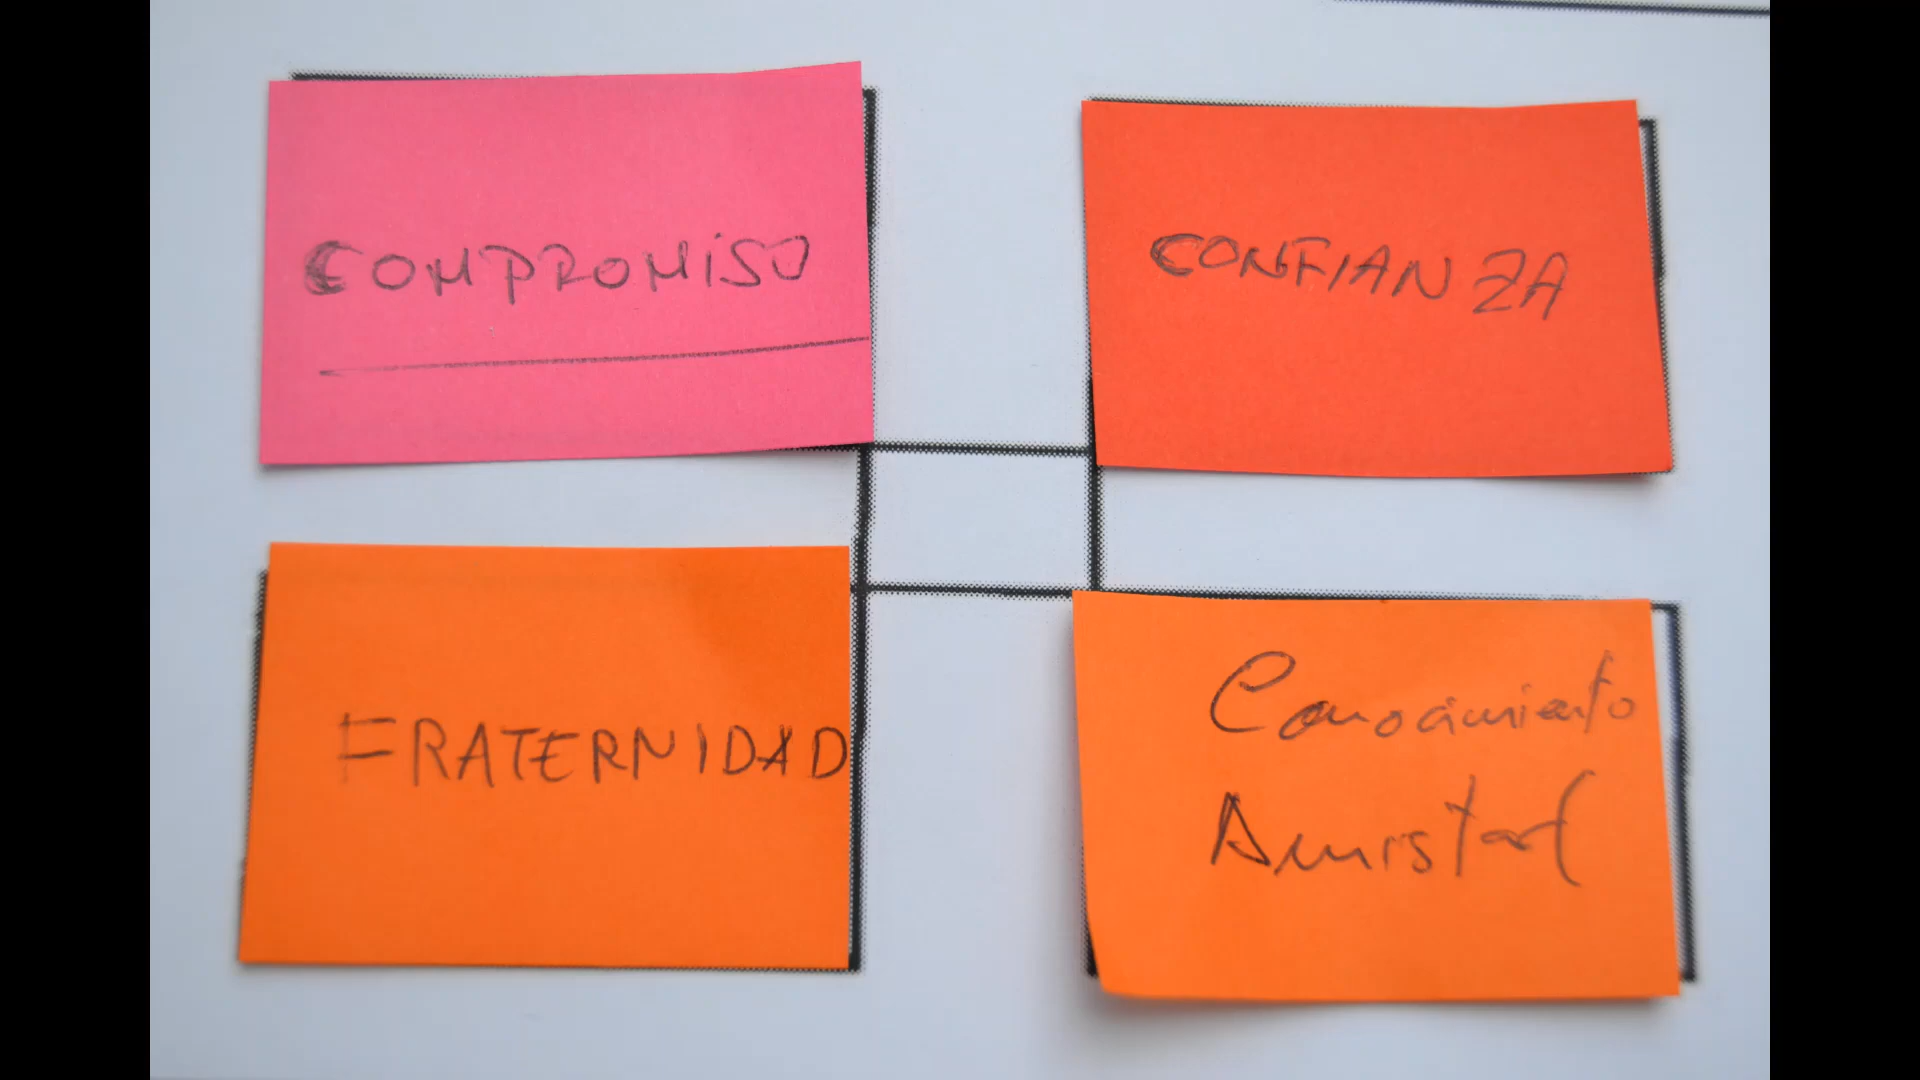 COMPROMISO
CONFIANZA
FRATERNIDAD
Conocimiento
Amistad